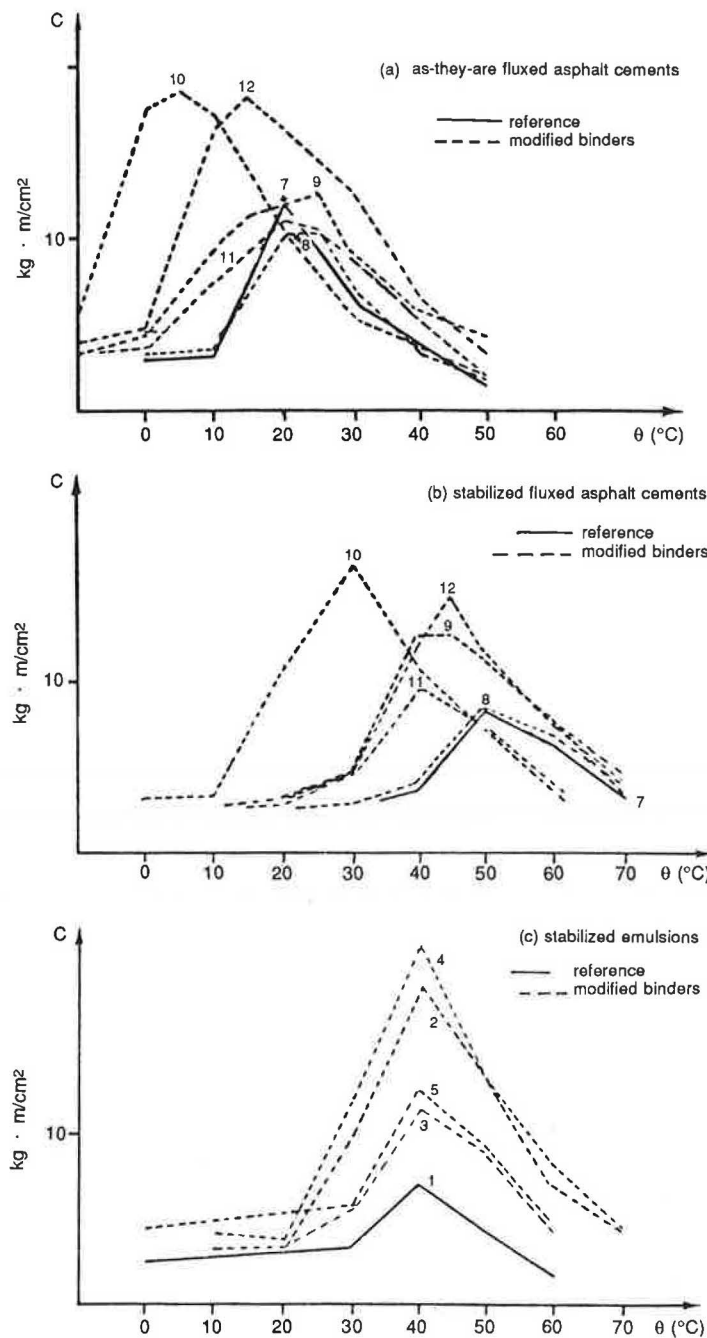 C
(a) as-they-are fluxed asphalt cements
reference
modified binders
10
12
7
9
8
11
kg · m/cm²
10
0 10 20 30 40 50 60 θ (°C)
C
(b) stabilized fluxed asphalt cements
reference
modified binders
10
12
9
11
8
7
kg · m/cm²
10
0 10 20 30 40 50 60 70 θ (°C)
C
(c) stabilized emulsions
reference
modified binders
4
2
5
3
1
kg · m/cm²
10
0 10 20 30 40 50 60 70 θ (°C)